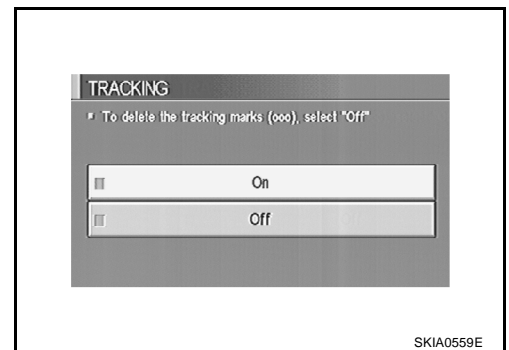 TRACKING
To delete the tracking marks (ooo), select "Off"
On
Off
SKIA0559E